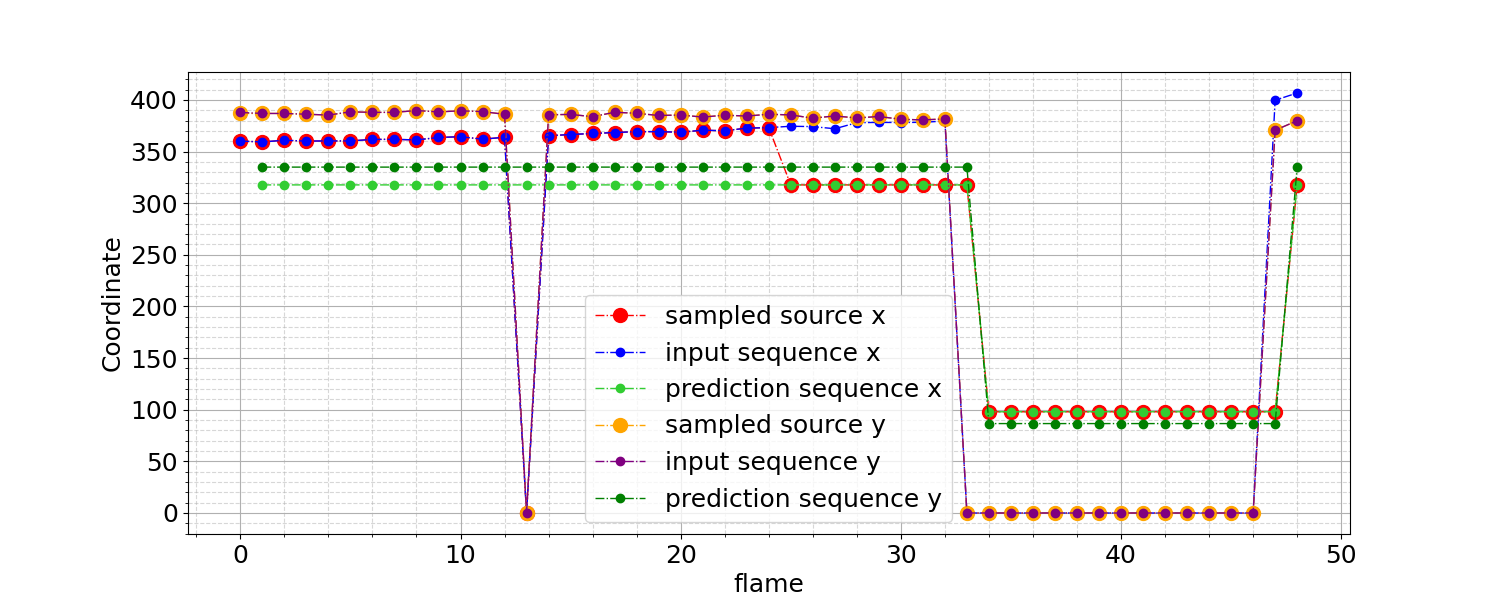 400
350
300
250
200
150
100
50
0
Coordinate
sampled source x
input sequence x
prediction sequence x
sampled source y
input sequence y
prediction sequence y
0 10 20 30 40 50
flame